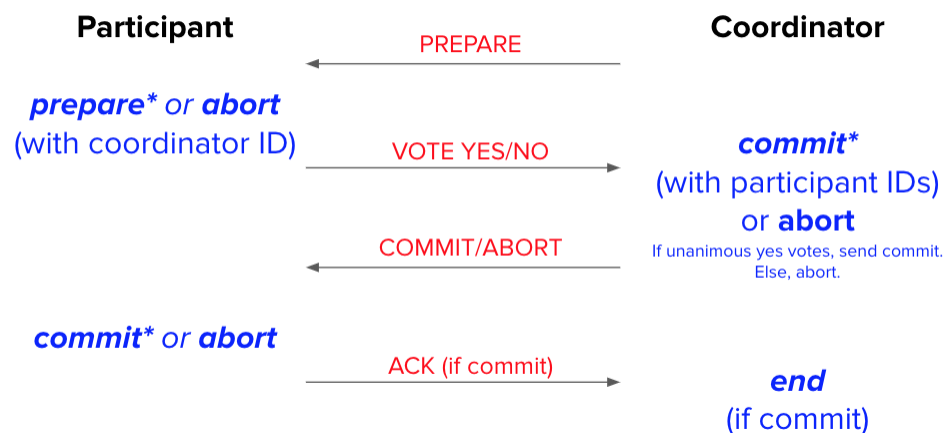 Participant
Coordinator
PREPARE
prepare* or abort
(with coordinator ID)
VOTE YES/NO
commit*
(with participant IDs)
or abort
If unanimous yes votes, send commit.
Else, abort.
COMMIT/ABORT
commit* or abort
ACK (if commit)
end
(if commit)